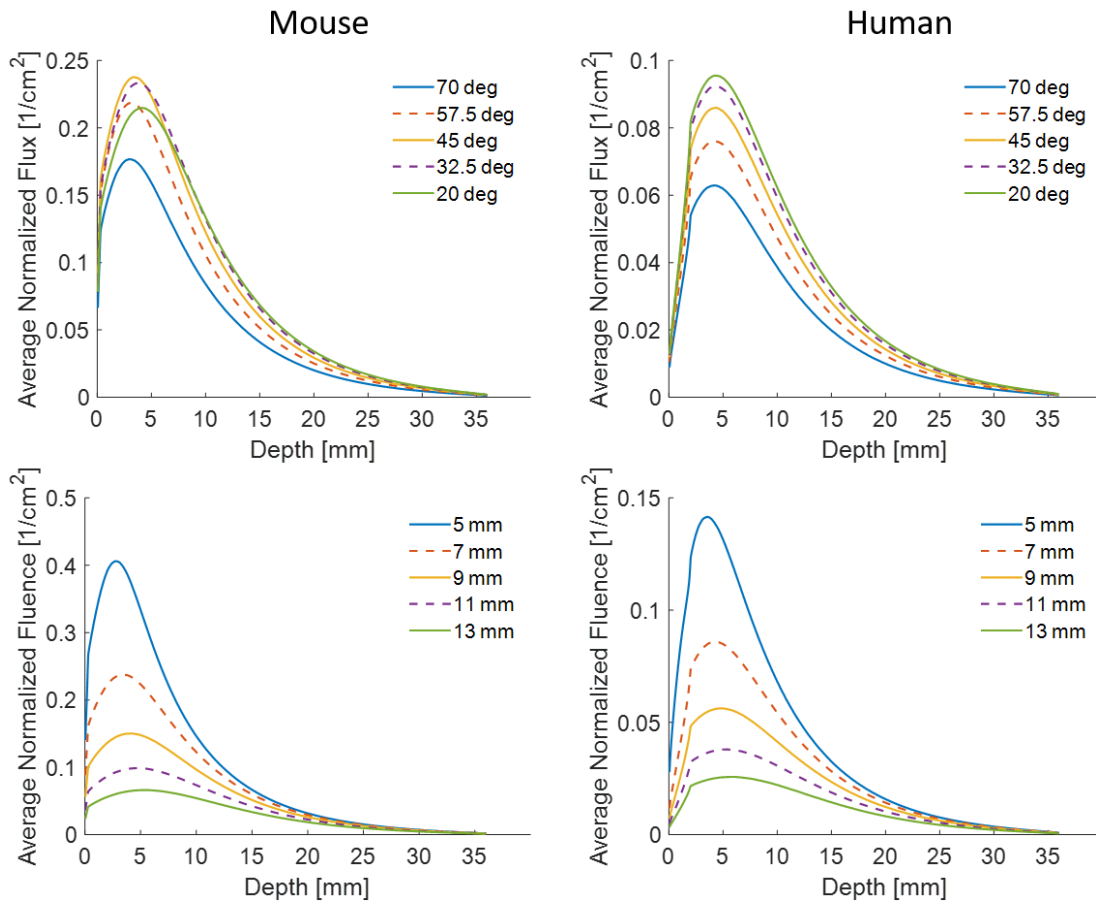 Mouse
Average Normalized Flux [1/cm²]
0.25
0.2
0.15
0.1
0.05
0
0 5 10 15 20 25 30 35
Depth [mm]
70 deg
57.5 deg
45 deg
32.5 deg
20 deg
Human
Average Normalized Flux [1/cm²]
0.1
0.08
0.06
0.04
0.02
0
0 5 10 15 20 25 30 35
Depth [mm]
70 deg
57.5 deg
45 deg
32.5 deg
20 deg
Average Normalized Fluence [1/cm²]
0.5
0.4
0.3
0.2
0.1
0
0 5 10 15 20 25 30 35
Depth [mm]
5 mm
7 mm
9 mm
11 mm
13 mm
Average Normalized Fluence [1/cm²]
0.15
0.1
0.05
0
0 5 10 15 20 25 30 35
Depth [mm]
5 mm
7 mm
9 mm
11 mm
13 mm